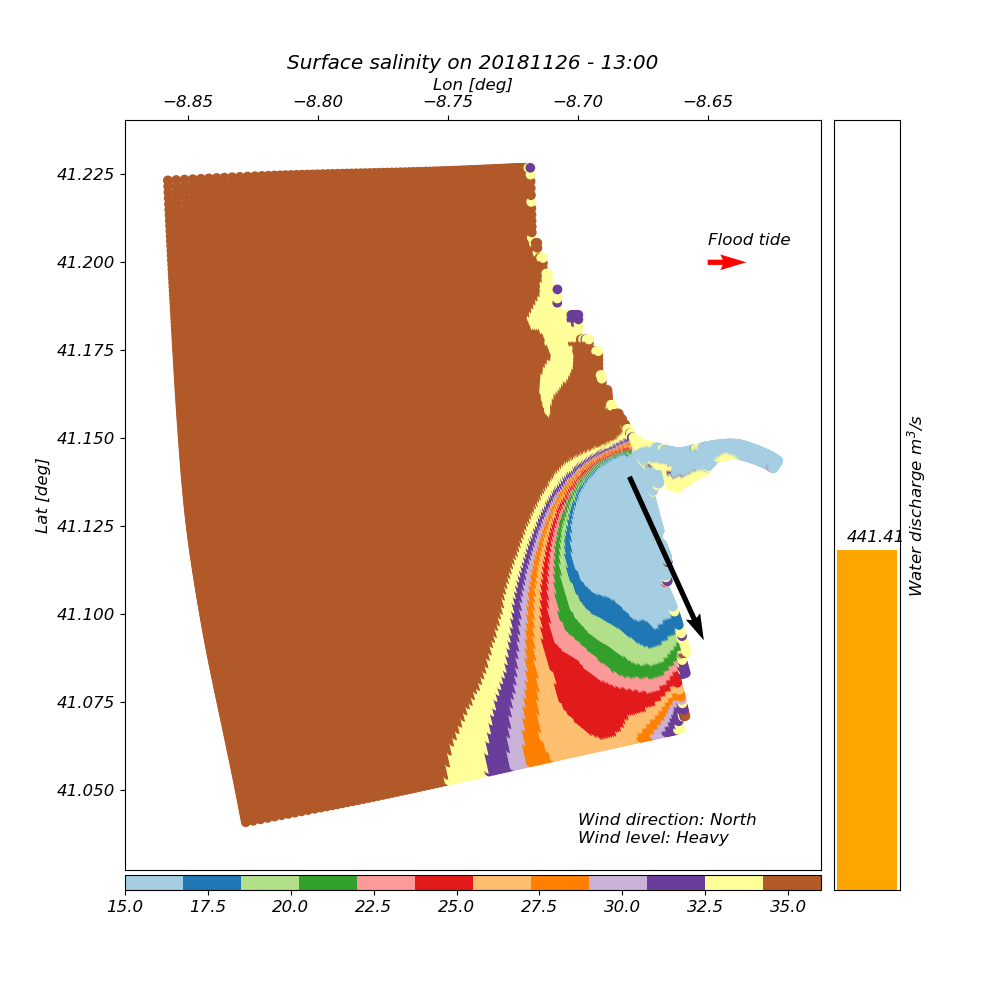 Surface salinity on 20181126 - 13:00
Lon [deg]
−8.85 −8.80 −8.75 −8.70 −8.65
41.225
41.200
41.175
41.150
41.125
41.100
41.075
41.050
Lat [deg]
Flood tide
Wind direction: North
Wind level: Heavy
15.0 17.5 20.0 22.5 25.0 27.5 30.0 32.5 35.0
441.41
Water discharge m³/s